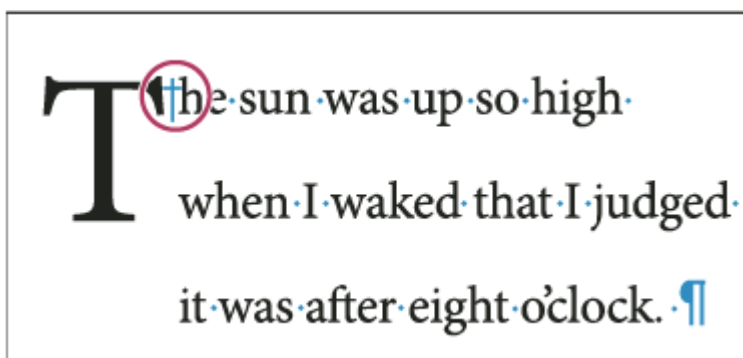 The sun was up so high
when I waked that I judged
it was after eight o'clock. ¶